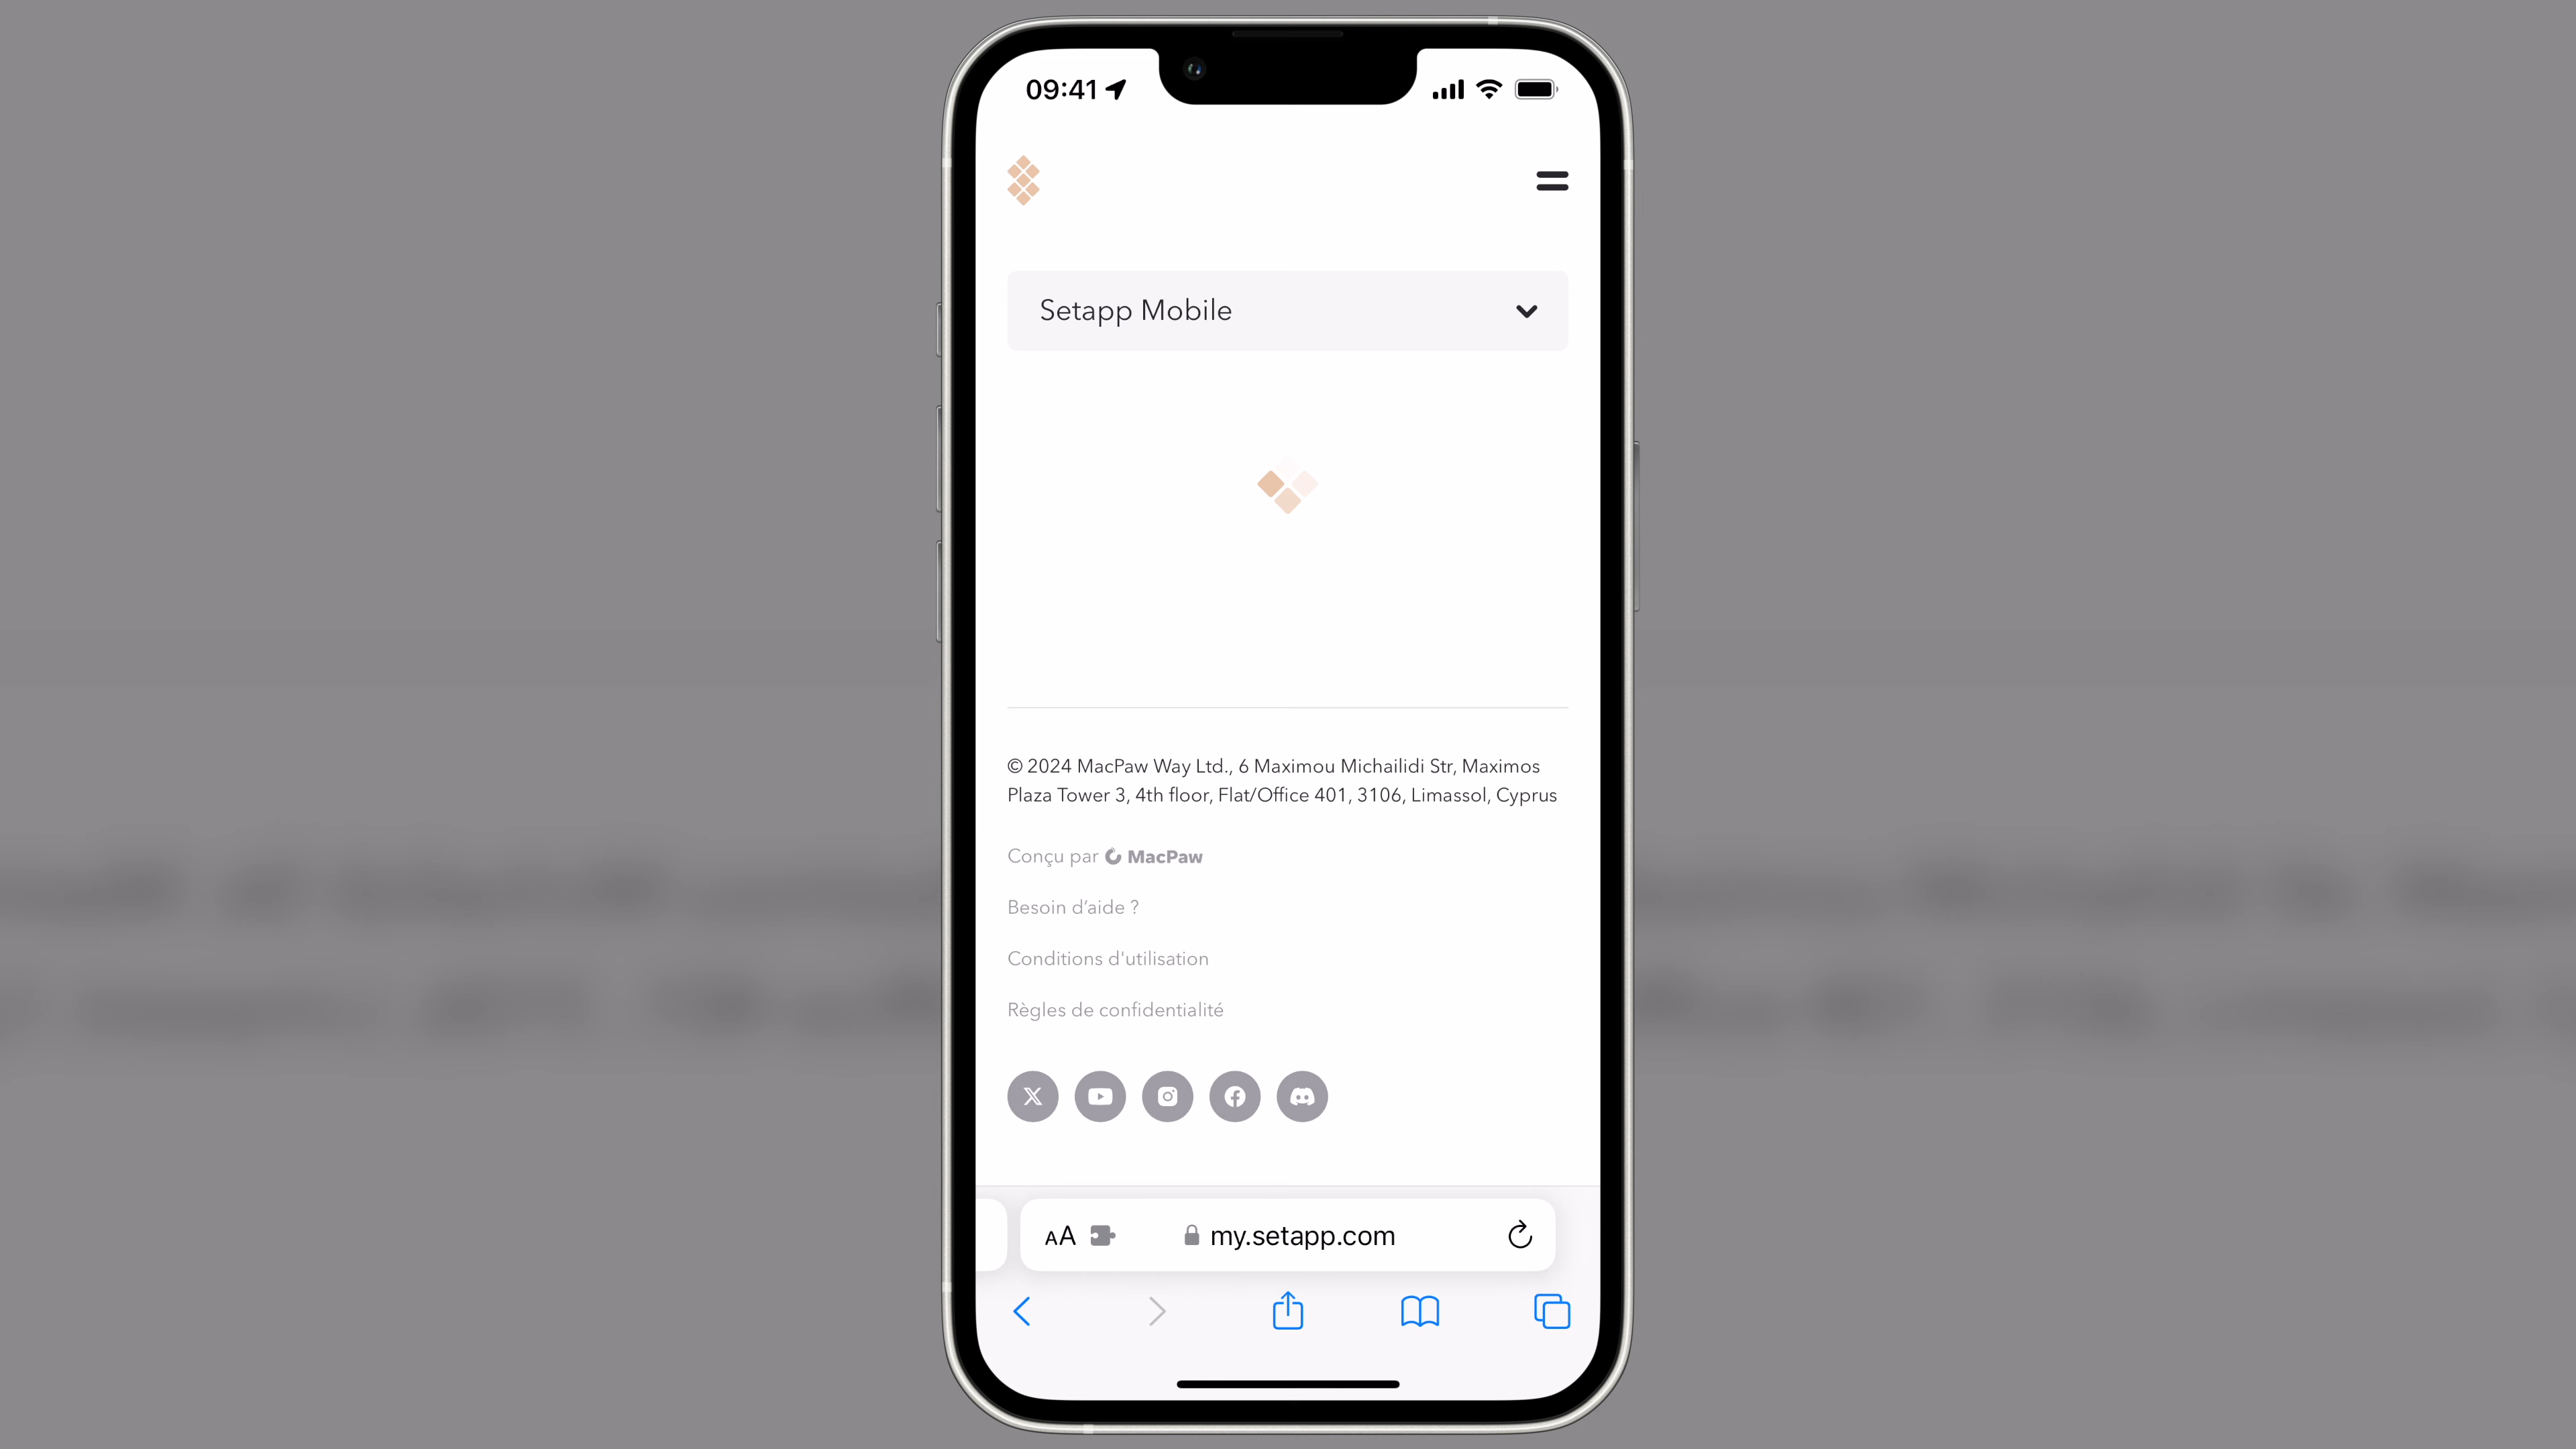 09:41
Setapp Mobile
© 2024 MacPaw Way Ltd., 6 Maximou Michailidi Str, Maximos
Plaza Tower 3, 4th floor, Flat/Office 401, 3106, Limassol, Cyprus
Conçu par MacPaw
Besoin d’aide ?
Conditions d'utilisation
Règles de confidentialité
AA my.setapp.com